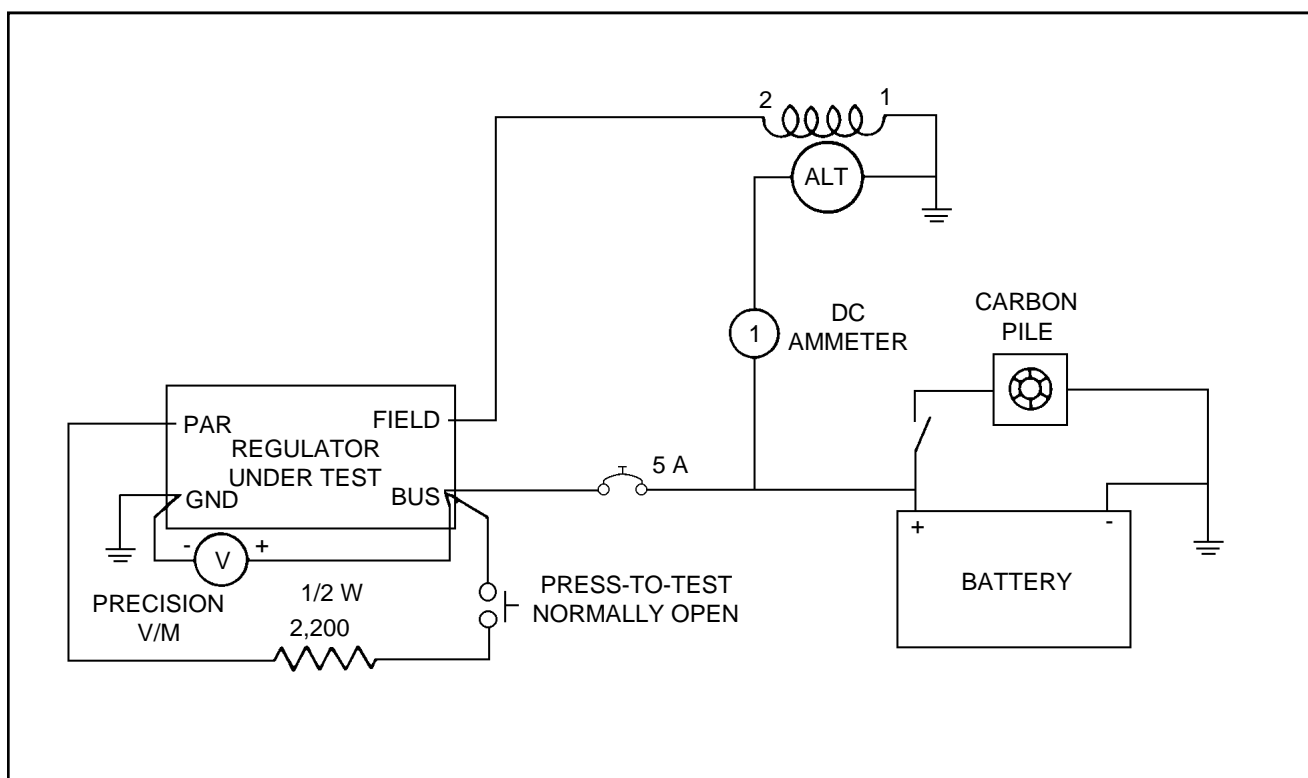 2
1
ALT
CARBON
PILE
DC
AMMETER
1
PAR
FIELD
REGULATOR
UNDER TEST
GND
BUS
5 A
+
-
BATTERY
-
V
+
PRECISION
V/M
1/2 W
2,200
PRESS-TO-TEST
NORMALLY OPEN